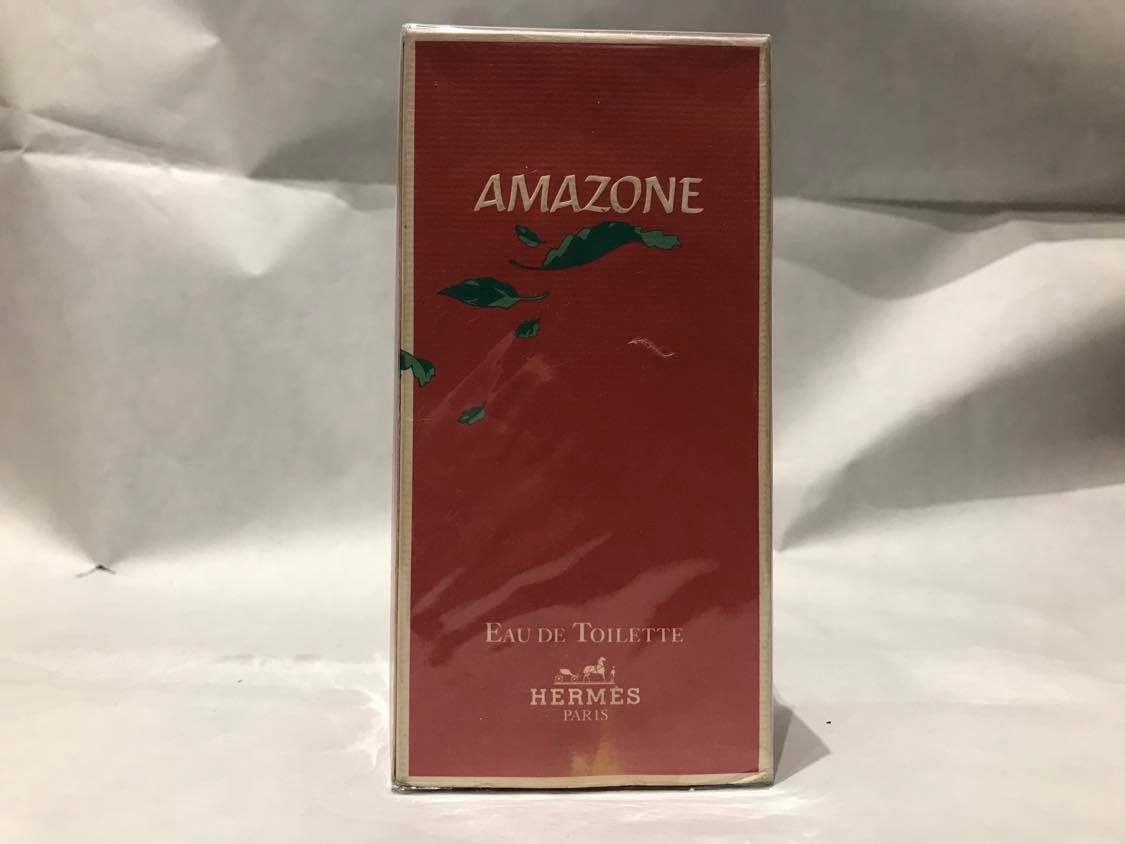 AMAZONE
EAU DE TOILETTE
HERMÈS
PARIS